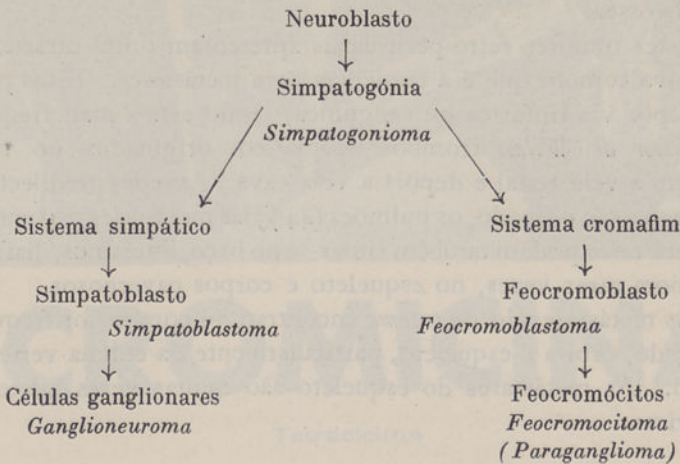 Neuroblasto
Simpatogónia
Simpatogonioma
Sistema simpático
Sistema cromafim
Simpatoblasto
Feocromoblasto
Simpatoblastoma
Feocromoblastoma
Células ganglionares
Feocromócitos
Ganglioneuroma
Feocromocitoma
(Paraganglioma)